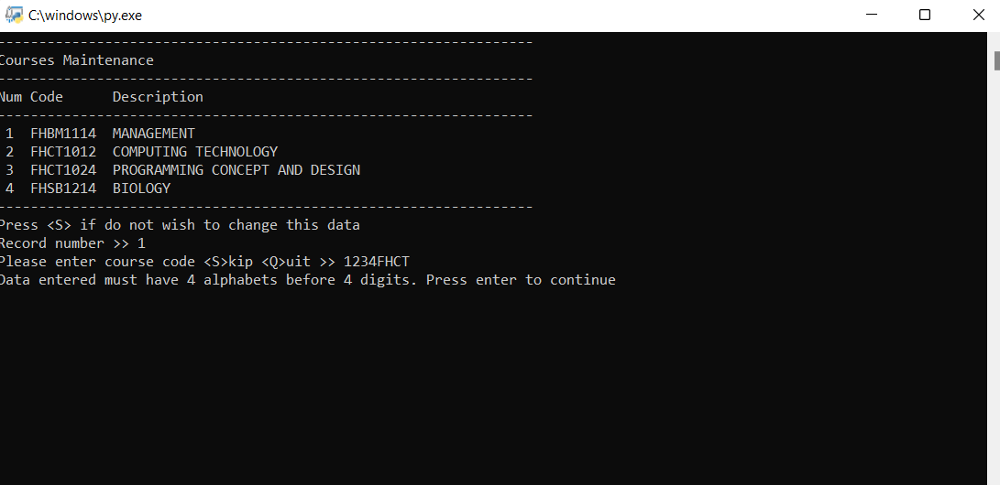 C:\windows\py.exe
-----------------------------------------------------------------
Courses Maintenance
-----------------------------------------------------------------
Num Code      Description
-----------------------------------------------------------------
 1  FHBM1114  MANAGEMENT
 2  FHCT1012  COMPUTING TECHNOLOGY
 3  FHCT1024  PROGRAMMING CONCEPT AND DESIGN
 4  FHSB1214  BIOLOGY
-----------------------------------------------------------------
Press <S> if do not wish to change this data
Record number >> 1
Please enter course code <S>kip <Q>uit >> 1234FHCT
Data entered must have 4 alphabets before 4 digits. Press enter to continue